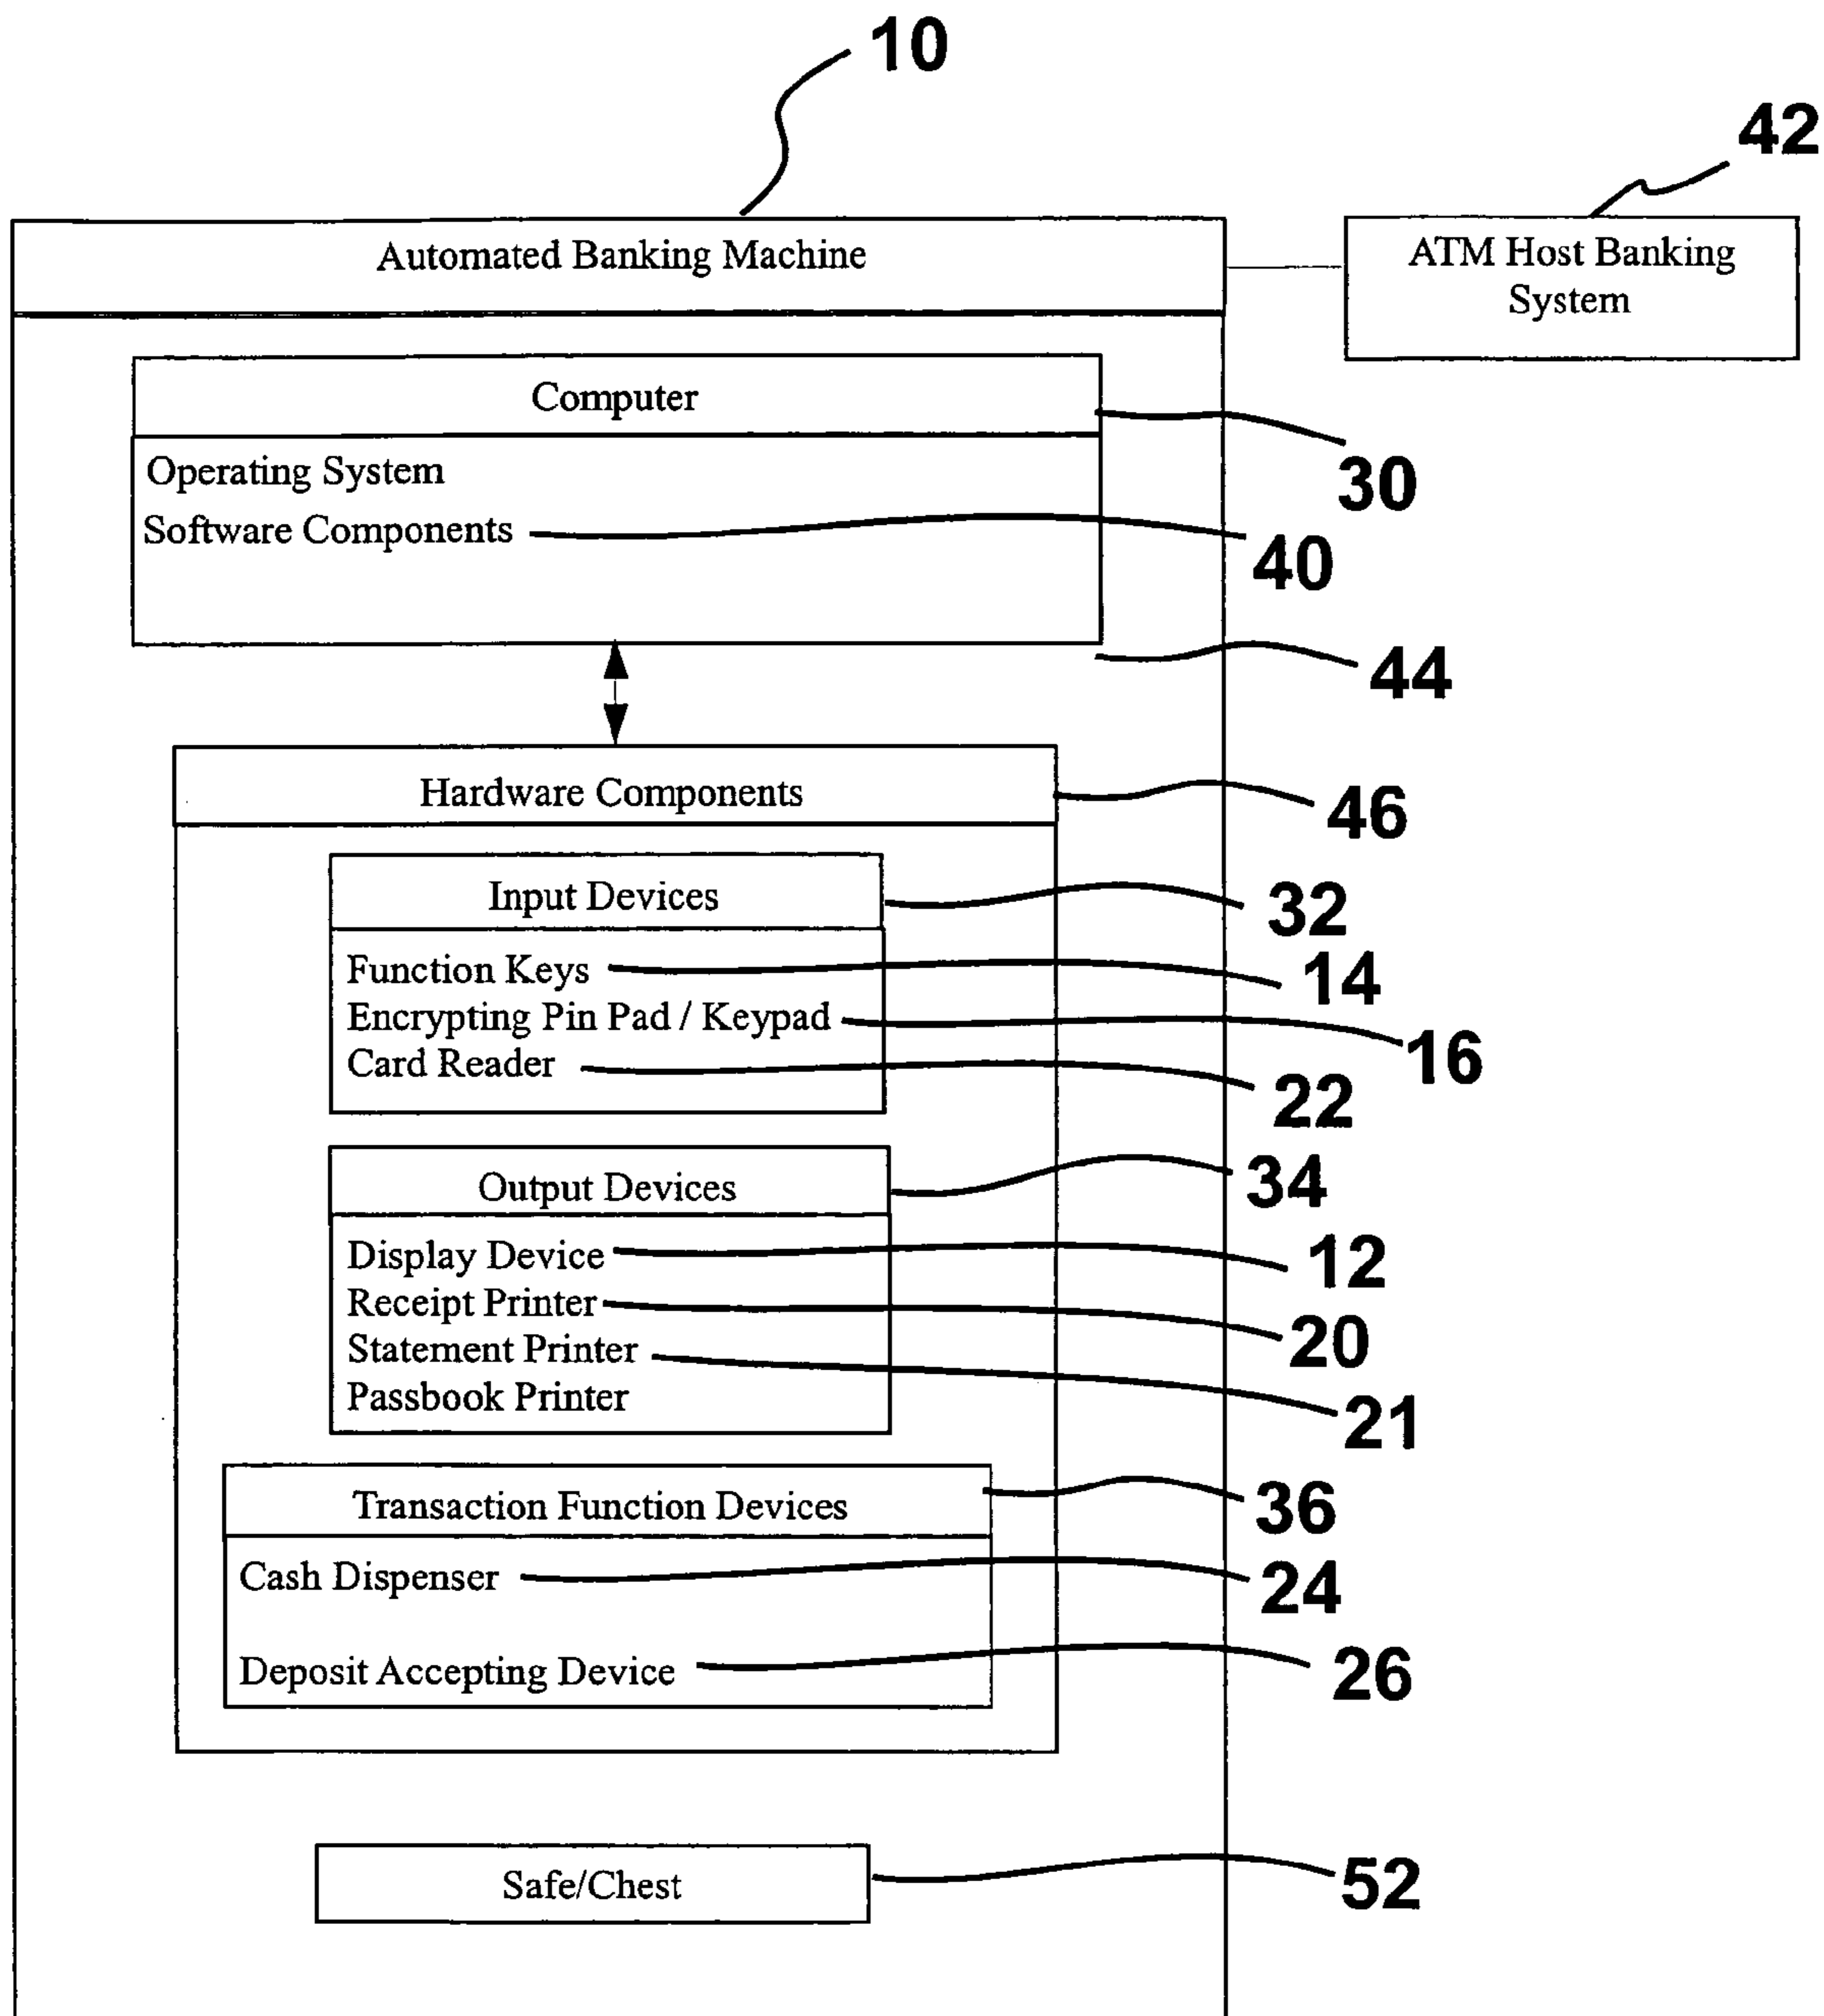 10
42
Automated Banking Machine
ATM Host Banking
System
Computer
30
Operating System
Software Components
40
44
Hardware Components
46
Input Devices
32
Function Keys
14
Encrypting Pin Pad / Keypad
16
Card Reader
22
Output Devices
34
Display Device
12
Receipt Printer
20
Statement Printer
21
Passbook Printer
Transaction Function Devices
36
Cash Dispenser
24
Deposit Accepting Device
26
Safe/Chest
52